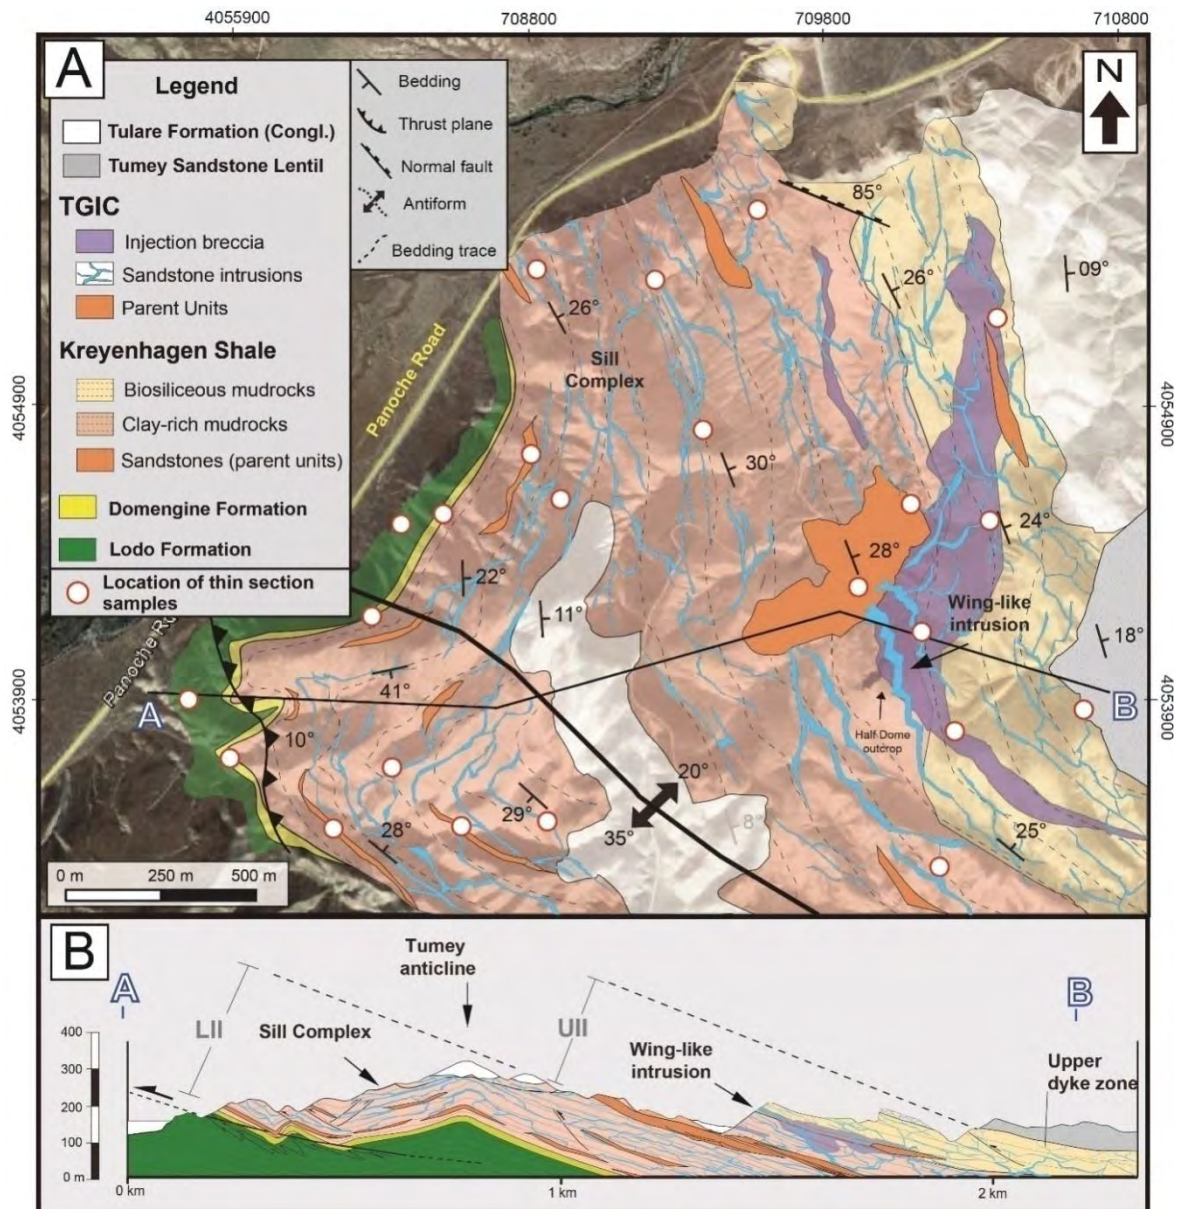 4055900
708800
709800
710800
A
Legend
Tulare Formation (Congl.)
Tumey Sandstone Lentil
TGIC
Injection breccia
Sandstone intrusions
Parent Units
Kreyenhagen Shale
Biosiliceous mudrocks
Clay-rich mudrocks
Sandstones (parent units)
Domengine Formation
Lodo Formation
Location of thin section
samples
Bedding
Thrust plane
Normal fault
Antiform
Bedding trace
N
85°
26°
09°
26°
Sill
Complex
Panoche Road
4054900
4054900
30°
24°
28°
22°
11°
Wing-like
intrusion
18°
Panoche Ro
41°
4053900
A
B
4053900
Half-Dome
outcrop
10°
20°
29°
8°
35°
28°
25°
0 m
250 m
500 m
B
Tumey
anticline
A
B
LII
Sill Complex
UII
Wing-like
intrusion
Upper
dyke zone
400
300
200
100
0 m
0 km
1 km
2 km